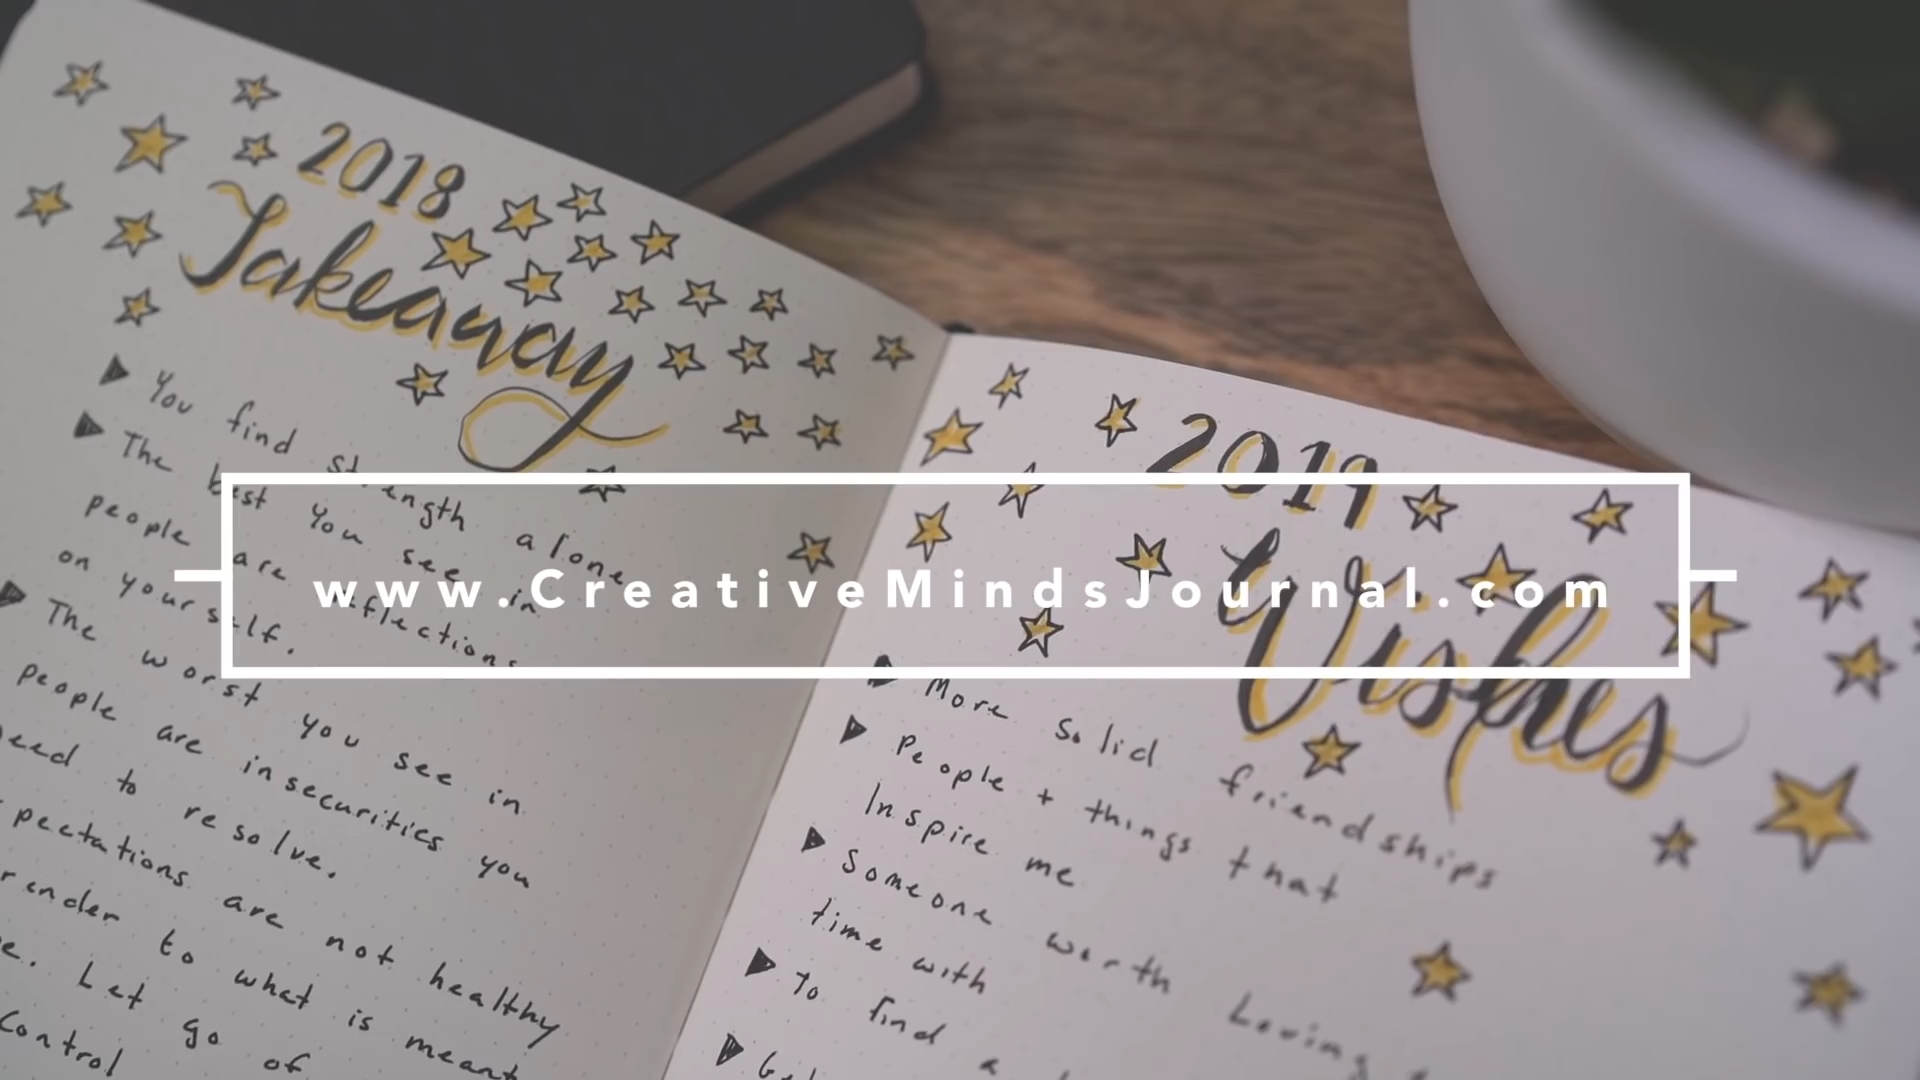 2018
Takeaway
You find strength alone
The best you see in
people are reflections
on yourself.
The worst you see in
people are insecurities you
need to resolve.
pectations are not healthy
render to what is meant
e. Let go of
Control
2019
Wishes
More Solid friendships
People + things that
Inspire me
Someone worth Loving
time with
To find a
www.CreativeMindsJournal.com